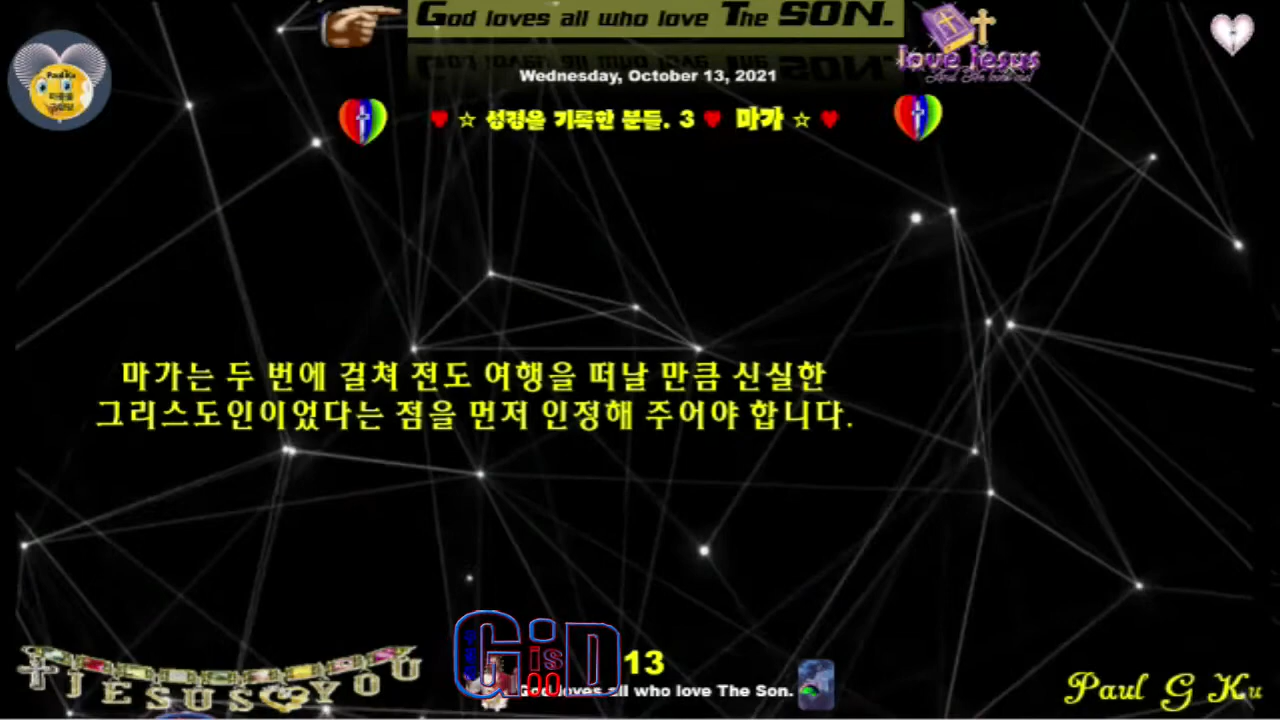 God loves all who love The SON.
love Jesus
Wednesday, October 13, 2021
Paul Ku
♥ ☆ 성경을 기록한 분들. 3 ♥ 마가 ☆ ♥
마가는 두 번에 걸쳐 전도 여행을 떠날 만큼 신실한
그리스도인이었다는 점을 먼저 인정해 주어야 합니다.
JESUS YOU
G is D
13
God loves all who love The Son.
Paul G Ku